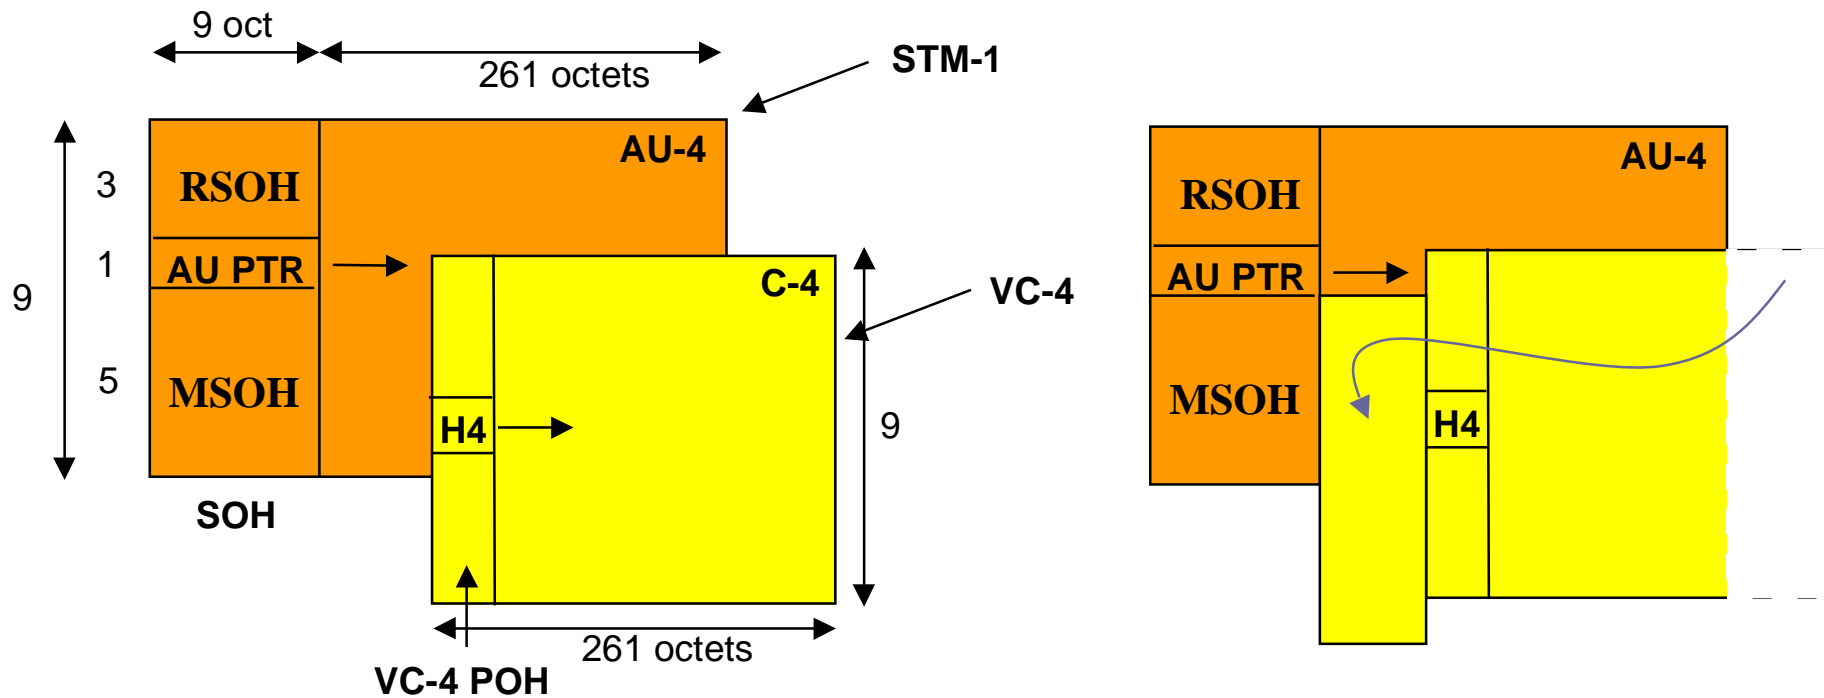 9 oct
261 octets
STM-1
AU-4
3
RSOH
1
AU PTR
9
C-4
VC-4
5
MSOH
H4
9
SOH
261 octets
VC-4 POH
AU-4
RSOH
AU PTR
MSOH
H4